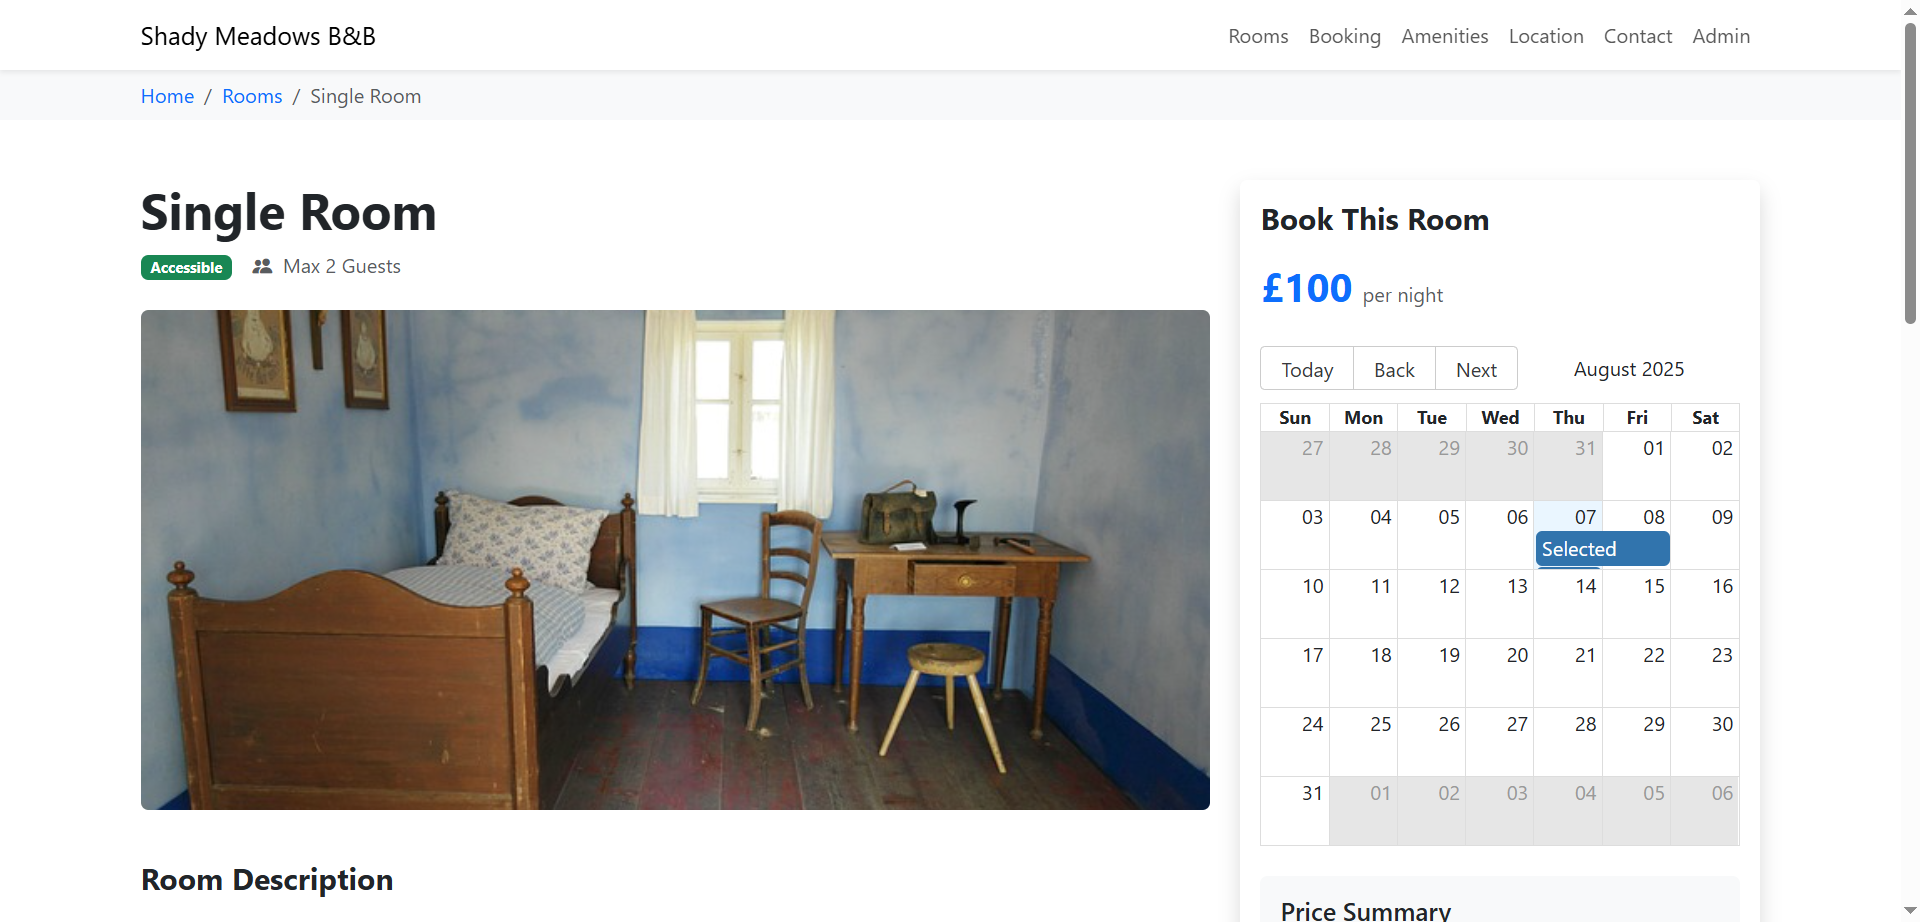 Shady Meadows B&B
Rooms Booking Amenities Location Contact Admin
Home / Rooms / Single Room
Single Room
Accessible Max 2 Guests
Book This Room
£100 per night
Today Back Next August 2025
Sun Mon Tue Wed Thu Fri Sat
27 28 29 30 31 01 02
03 04 05 06 07 08 09
Selected
10 11 12 13 14 15 16
17 18 19 20 21 22 23
24 25 26 27 28 29 30
31 01 02 03 04 05 06
Room Description
Price Summary